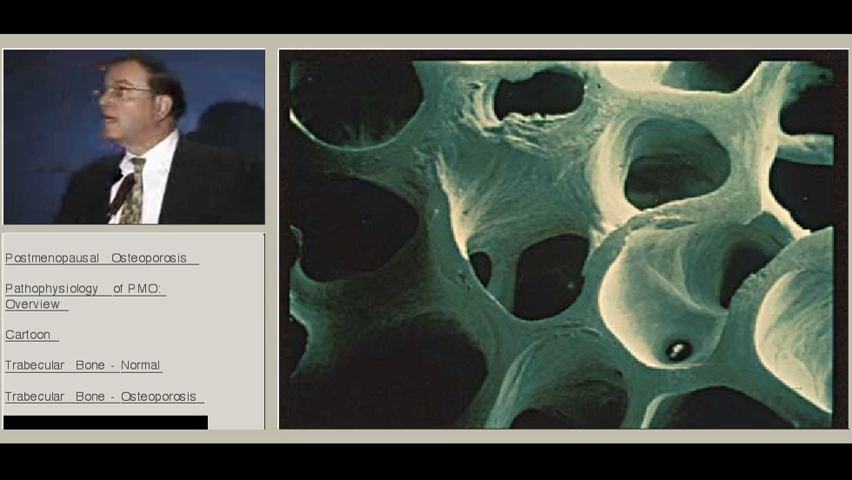 Postmenopausal Osteoporosis
Pathophysiology of PMO:
Overview
Cartoon
Trabecular Bone - Normal
Trabecular Bone - Osteoporosis